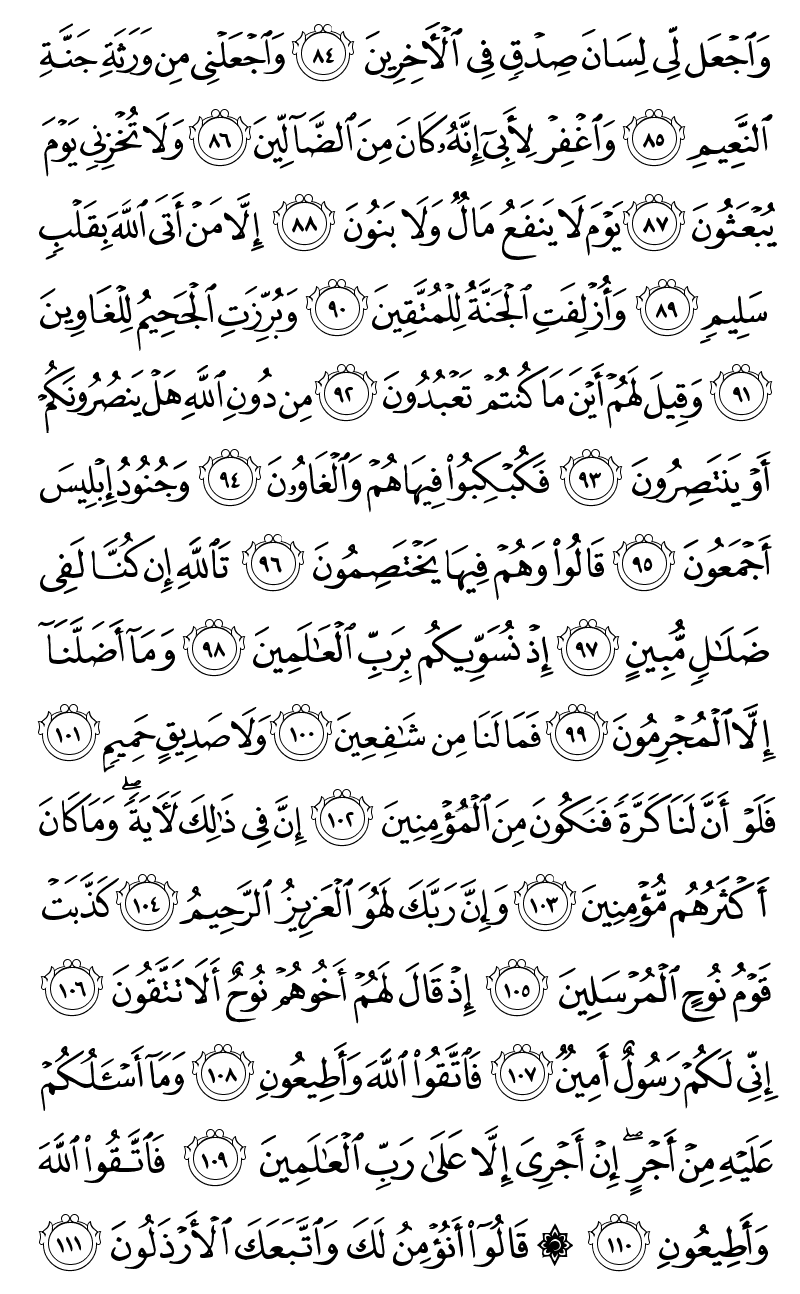 وَٱجْعَل لِّى لِسَانَ صِدْقٍ فِى ٱلْأَخِرِينَ ٨٤ وَٱجْعَلْنِى مِن وَرَثَةِ جَنَّةِ
ٱلنَّعِيمِ ٨٥ وَٱغْفِرْ لِأَبِىٓ إِنَّهُۥ كَانَ مِنَ ٱلضَّآلِّينَ ٨٦ وَلَا تُخْزِنِى يَوْمَ
يُبْعَثُونَ ٨٧ يَوْمَ لَا يَنفَعُ مَالٌ وَلَا بَنُونَ ٨٨ إِلَّا مَنْ أَتَى ٱللَّهَ بِقَلْبٍ
سَلِيمٍ ٨٩ وَأُزْلِفَتِ ٱلْجَنَّةُ لِلْمُتَّقِينَ ٩٠ وَبُرِّزَتِ ٱلْجَحِيمُ لِلْغَاوِينَ
٩١ وَقِيلَ لَهُمْ أَيْنَ مَا كُنتُمْ تَعْبُدُونَ ٩٢ مِن دُونِ ٱللَّهِ هَلْ يَنصُرُونَكُمْ
أَوْ يَنتَصِرُونَ ٩٣ فَكُبْكِبُوا۟ فِيهَا هُمْ وَٱلْغَاوُۥنَ ٩٤ وَجُنُودُ إِبْلِيسَ
أَجْمَعُونَ ٩٥ قَالُوا۟ وَهُمْ فِيهَا يَخْتَصِمُونَ ٩٦ تَٱللَّهِ إِن كُنَّا لَفِى
ضَلَـٰلٍ مُّبِينٍ ٩٧ إِذْ نُسَوِّيكُم بِرَبِّ ٱلْعَـٰلَمِينَ ٩٨ وَمَآ أَضَلَّنَآ
إِلَّا ٱلْمُجْرِمُونَ ٩٩ فَمَا لَنَا مِن شَـٰفِعِينَ ١٠٠ وَلَا صَدِيقٍ حَمِيمٍ ١٠١
فَلَوْ أَنَّ لَنَا كَرَّةً فَنَكُونَ مِنَ ٱلْمُؤْمِنِينَ ١٠٢ إِنَّ فِى ذَٰلِكَ لَـَٔايَةً ۖ وَمَا كَانَ
أَكْثَرُهُم مُّؤْمِنِينَ ١٠٣ وَإِنَّ رَبَّكَ لَهُوَ ٱلْعَزِيزُ ٱلرَّحِيمُ ١٠٤ كَذَّبَتْ
قَوْمُ نُوحٍ ٱلْمُرْسَلِينَ ١٠٥ إِذْ قَالَ لَهُمْ أَخُوهُمْ نُوحٌ أَلَا تَتَّقُونَ ١٠٦
إِنِّى لَكُمْ رَسُولٌ أَمِينٌ ١٠٧ فَٱتَّقُوا۟ ٱللَّهَ وَأَطِيعُونِ ١٠٨ وَمَآ أَسْـَٔلُكُمْ
عَلَيْهِ مِنْ أَجْرٍ ۖ إِنْ أَجْرِىَ إِلَّا عَلَىٰ رَبِّ ٱلْعَـٰلَمِينَ ١٠٩ فَٱتَّقُوا۟ ٱللَّهَ
وَأَطِيعُونِ ١١٠ ۞ قَالُوٓا۟ أَنُؤْمِنُ لَكَ وَٱتَّبَعَكَ ٱلْأَرْذَلُونَ ١١١